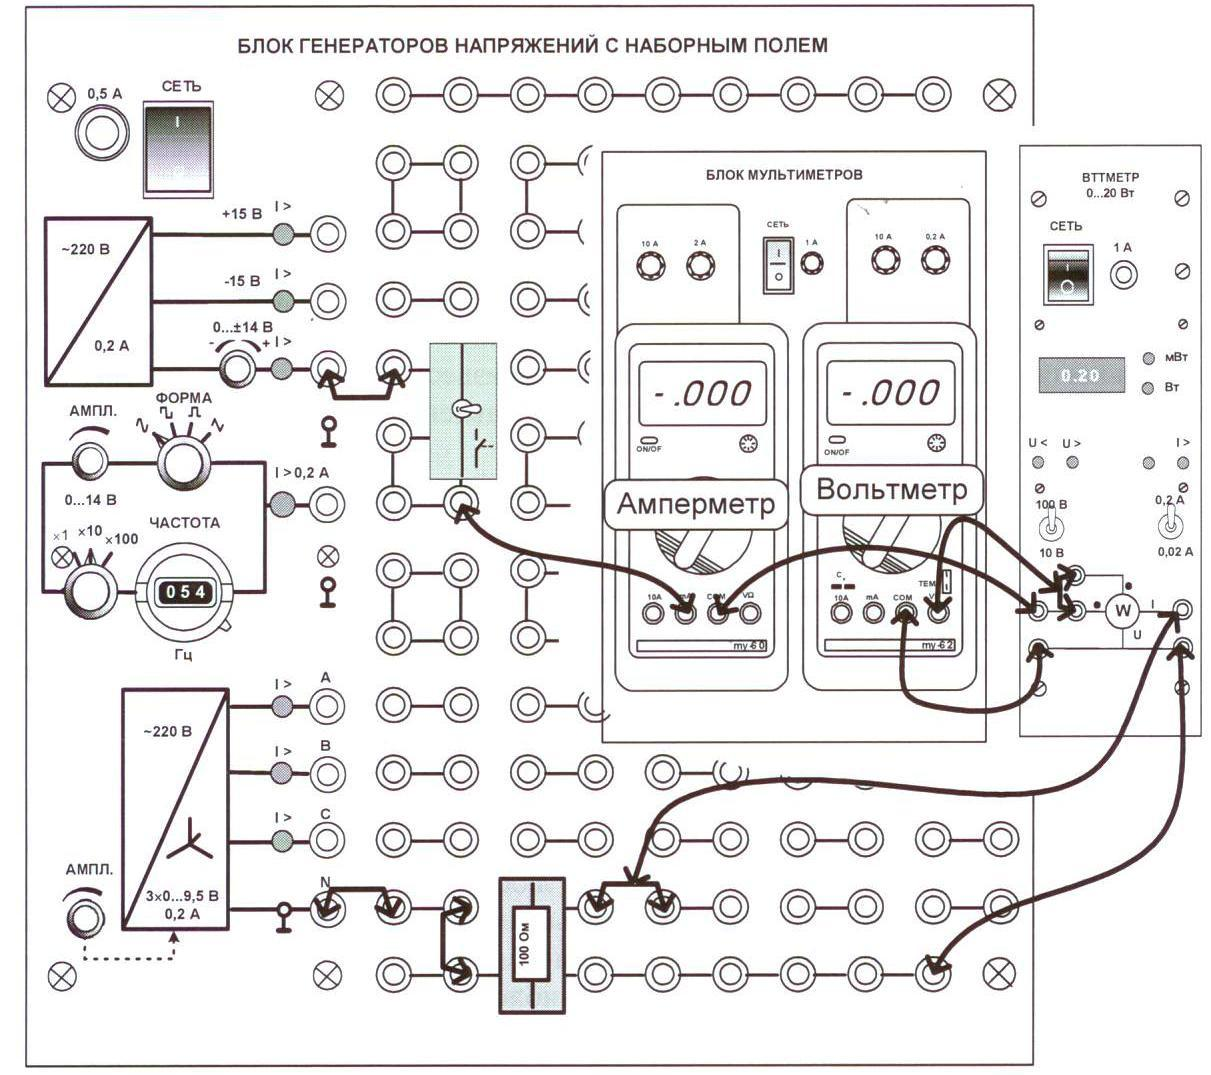 БЛОК ГЕНЕРАТОРОВ НАПРЯЖЕНИЙ С НАБОРНЫМ ПОЛЕМ
0,5 А
СЕТЬ
I
+15 В
I >
~220 В
-15 В
I >
0...±14 В
- + I >
0,2 А
АМПЛ.
ФОРМА
0...14 В
I > 0,2 А
ЧАСТОТА
×1 ×10 ×100
054
Гц
I > A
~220 В
I > B
I > C
АМПЛ.
N
3x0...9,5 В
0,2 А
100 Ом
БЛОК МУЛЬТИМЕТРОВ
СЕТЬ
10 А 2 А
I
1 А
10 А 0,2 А
-.000
-.000
ON/OF
ON/OF
Амперметр
Вольтметр
10A mA COM VΩ
my-60
10A mA COM
my-62
ВТТМЕТР
0...20 Вт
СЕТЬ
I
1 А
0.20
мВт
Вт
U < U > I >
100 В
0,2 А
10 В
0,02 А
W
I
U